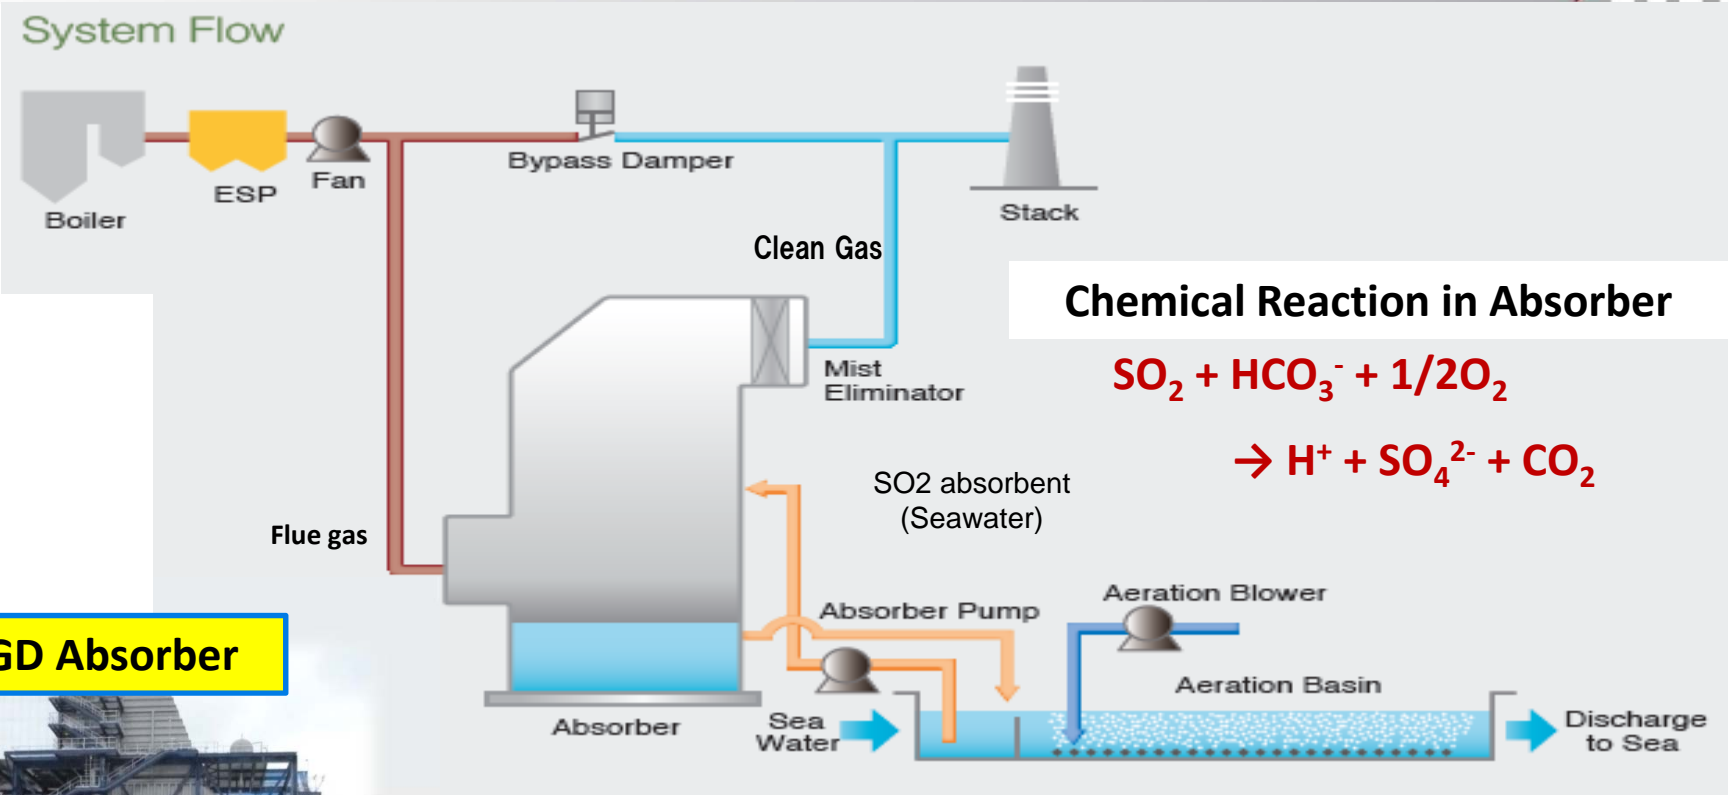 System Flow
Boiler
ESP
Fan
Bypass Damper
Stack
Clean Gas
Chemical Reaction in Absorber
SO₂ + HCO₃⁻ + 1/2O₂
→ H⁺ + SO₄²⁻ + CO₂
Mist
Eliminator
SO2 absorbent
(Seawater)
Flue gas
Absorber Pump
Aeration Blower
GD Absorber
Aeration Basin
Absorber
Sea
Water
Discharge
to Sea